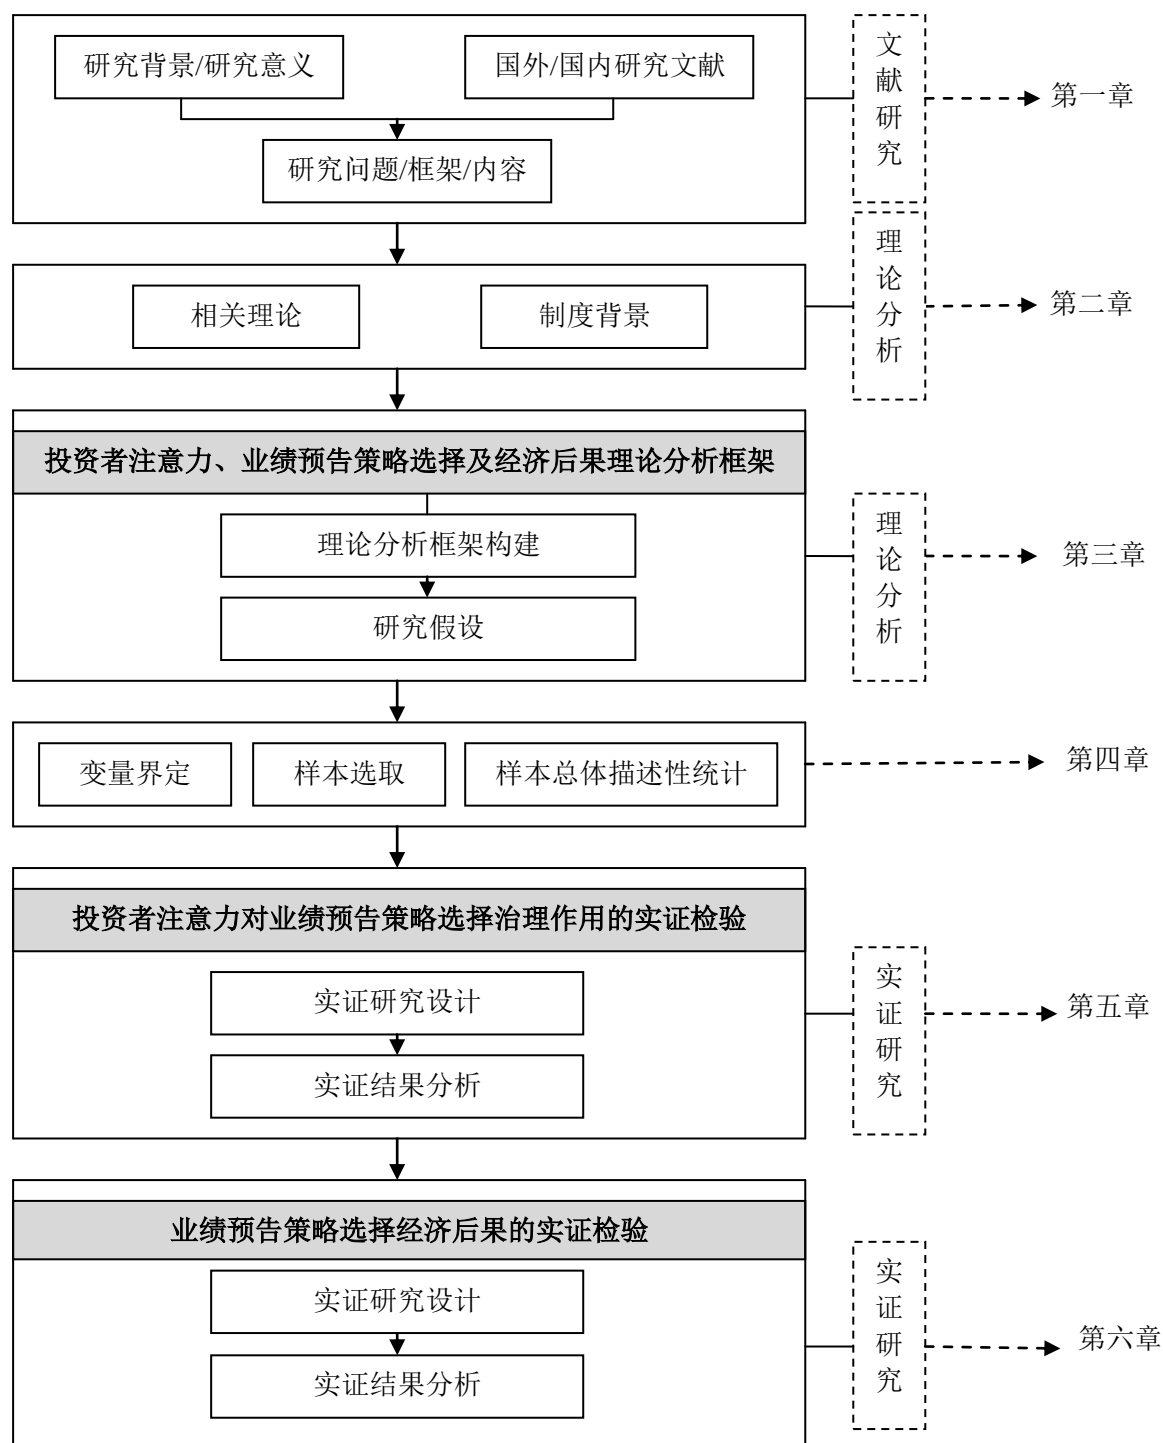 研究背景/研究意义
国外/国内研究文献
研究问题/框架/内容
文献研究
第一章
相关理论
制度背景
理论分析
第二章
投资者注意力、业绩预告策略选择及经济后果理论分析框架
理论分析框架构建
研究假设
理论分析
第三章
变量界定
样本选取
样本总体描述性统计
第四章
投资者注意力对业绩预告策略选择治理作用的实证检验
实证研究设计
实证结果分析
实证研究
第五章
业绩预告策略选择经济后果的实证检验
实证研究设计
实证结果分析
实证研究
第六章